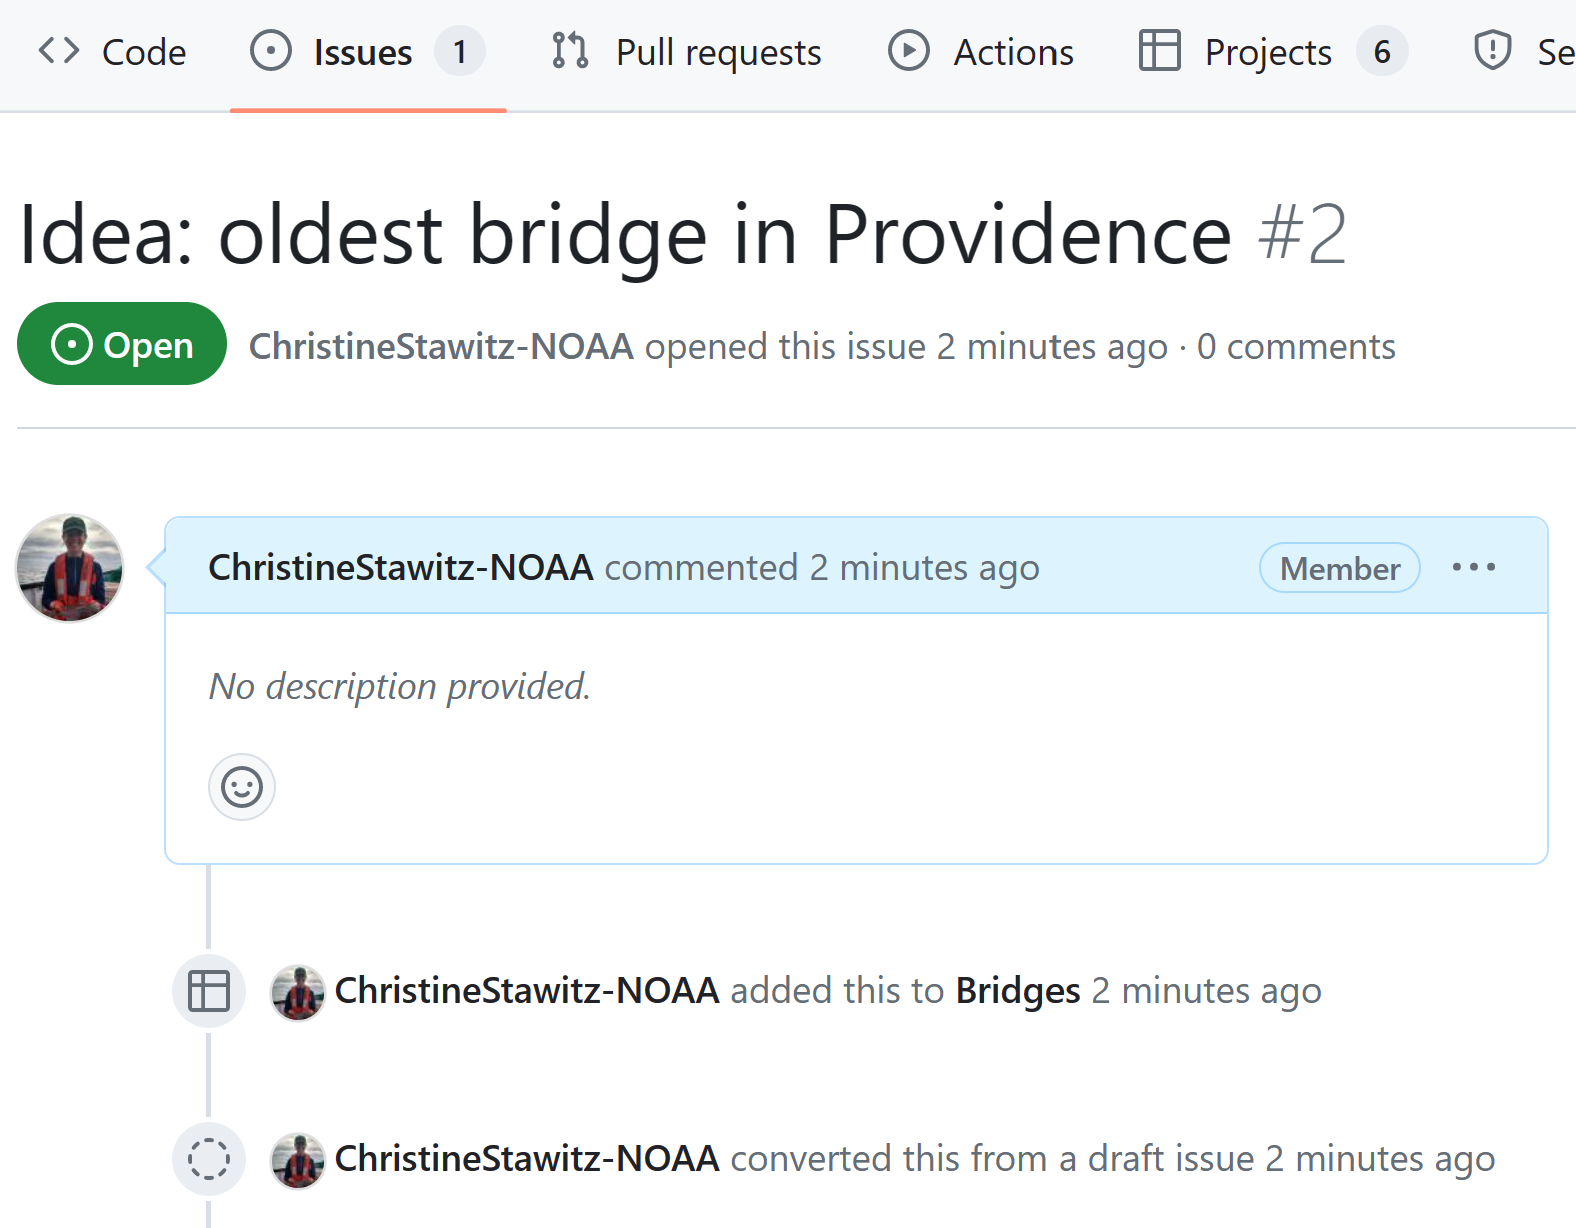 Code Issues 1 Pull requests Actions Projects 6 Se
Idea: oldest bridge in Providence #2
Open ChristineStawitz-NOAA opened this issue 2 minutes ago · 0 comments
ChristineStawitz-NOAA commented 2 minutes ago Member
No description provided.
ChristineStawitz-NOAA added this to Bridges 2 minutes ago
ChristineStawitz-NOAA converted this from a draft issue 2 minutes ago